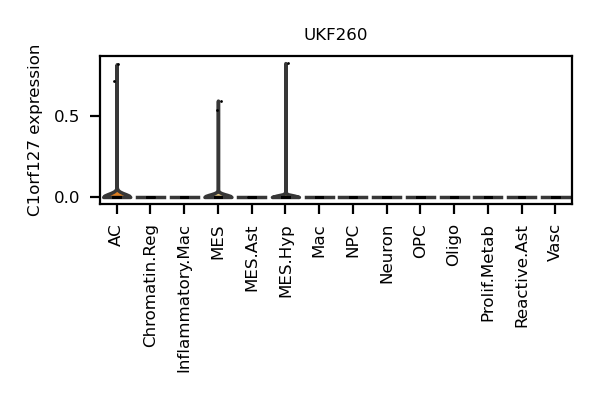 UKF260
C1orf127 expression
0.5
0.0
AC
Chromatin.Reg
Inflammatory.Mac
MES
MES.Ast
MES.Hyp
Mac
NPC
Neuron
OPC
Oligo
Prolif.Metab
Reactive.Ast
Vasc